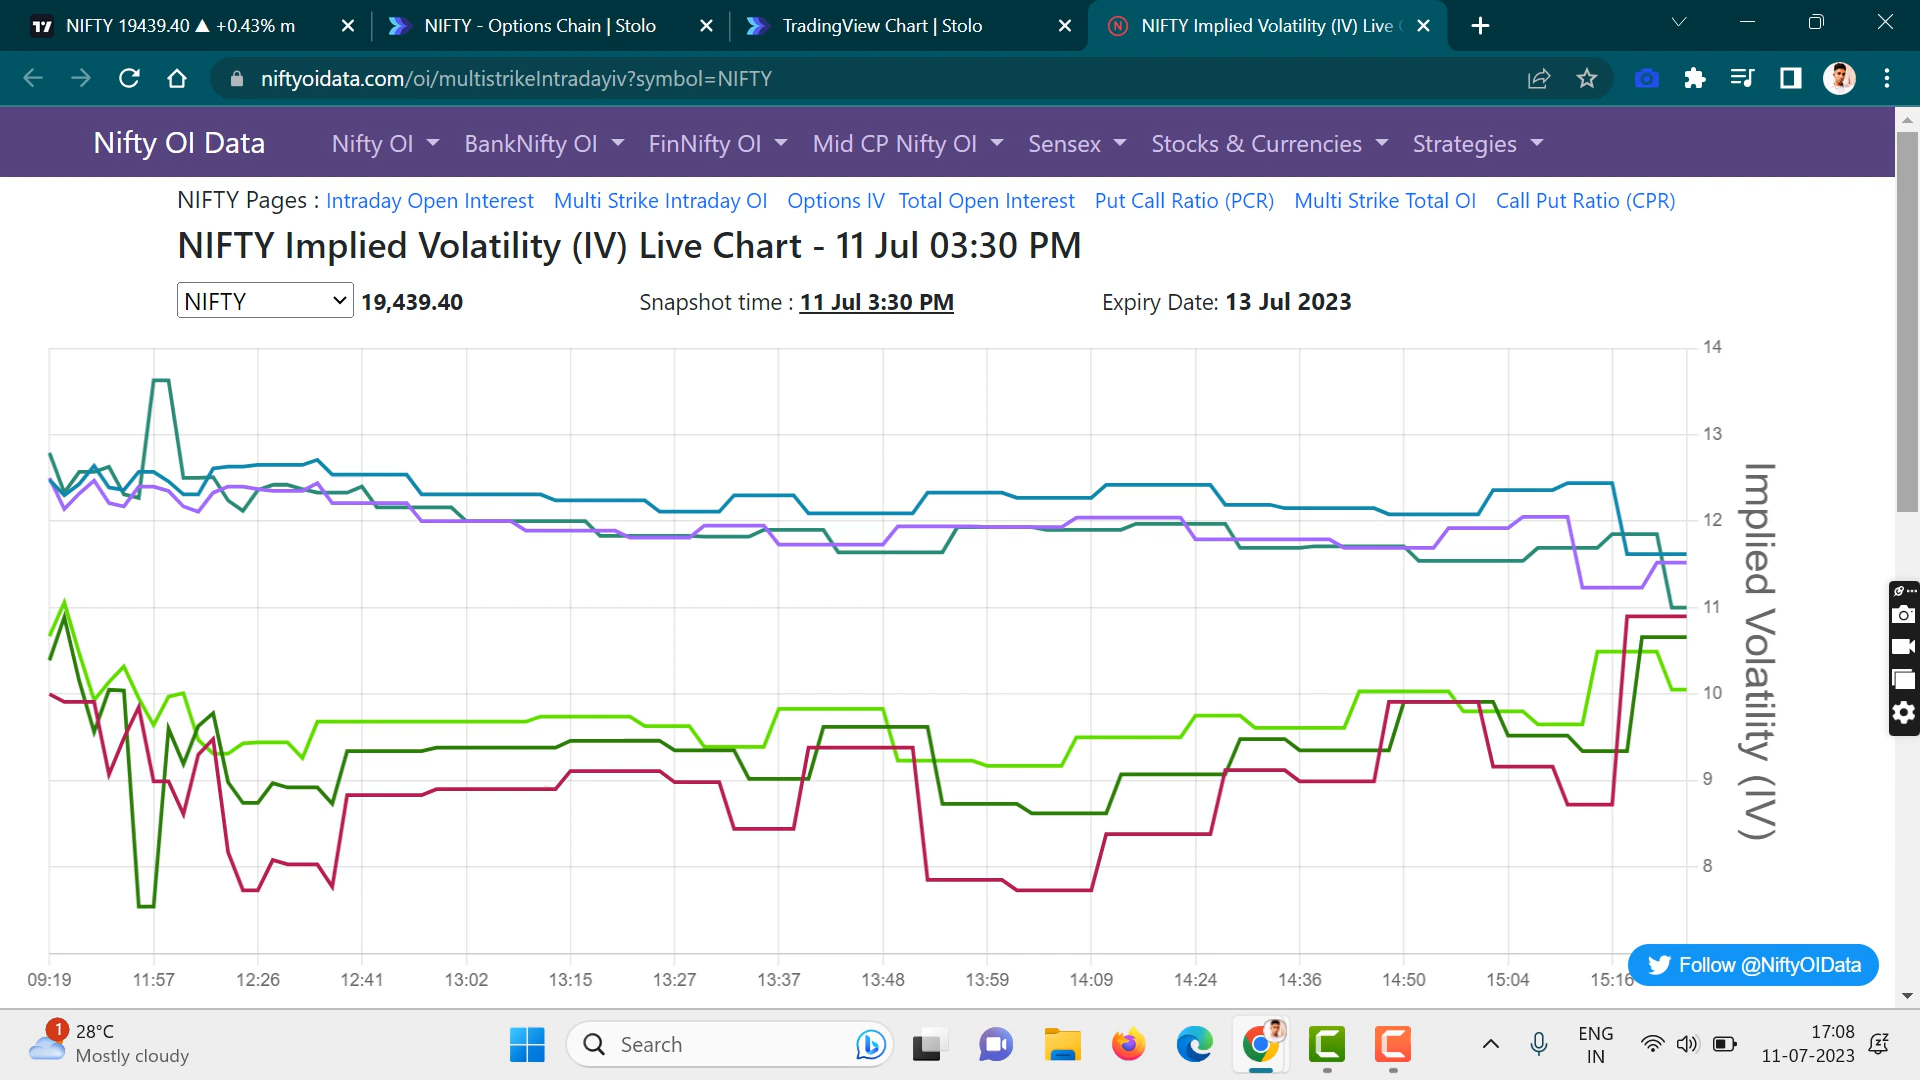 NIFTY 19439.40 ▲ +0.43% m
NIFTY - Options Chain | Stolo
TradingView Chart | Stolo
NIFTY Implied Volatility (IV) Live
niftyoidata.com/oi/multistrikeIntradayiv?symbol=NIFTY
Nifty OI Data Nifty OI BankNifty OI FinNifty OI Mid CP Nifty OI Sensex Stocks & Currencies Strategies
NIFTY Pages : Intraday Open Interest Multi Strike Intraday OI Options IV Total Open Interest Put Call Ratio (PCR) Multi Strike Total OI Call Put Ratio (CPR)
NIFTY Implied Volatility (IV) Live Chart - 11 Jul 03:30 PM
NIFTY 19,439.40 Snapshot time : 11 Jul 3:30 PM Expiry Date: 13 Jul 2023
14
13
12
11
10
9
8
Implied Volatility (IV)
09:19 11:57 12:26 12:41 13:02 13:15 13:27 13:37 13:48 13:59 14:09 14:24 14:36 14:50 15:04 15:16
Follow @NiftyOIData
1
28°C
Mostly cloudy
Search
ENG
IN
17:08
11-07-2023